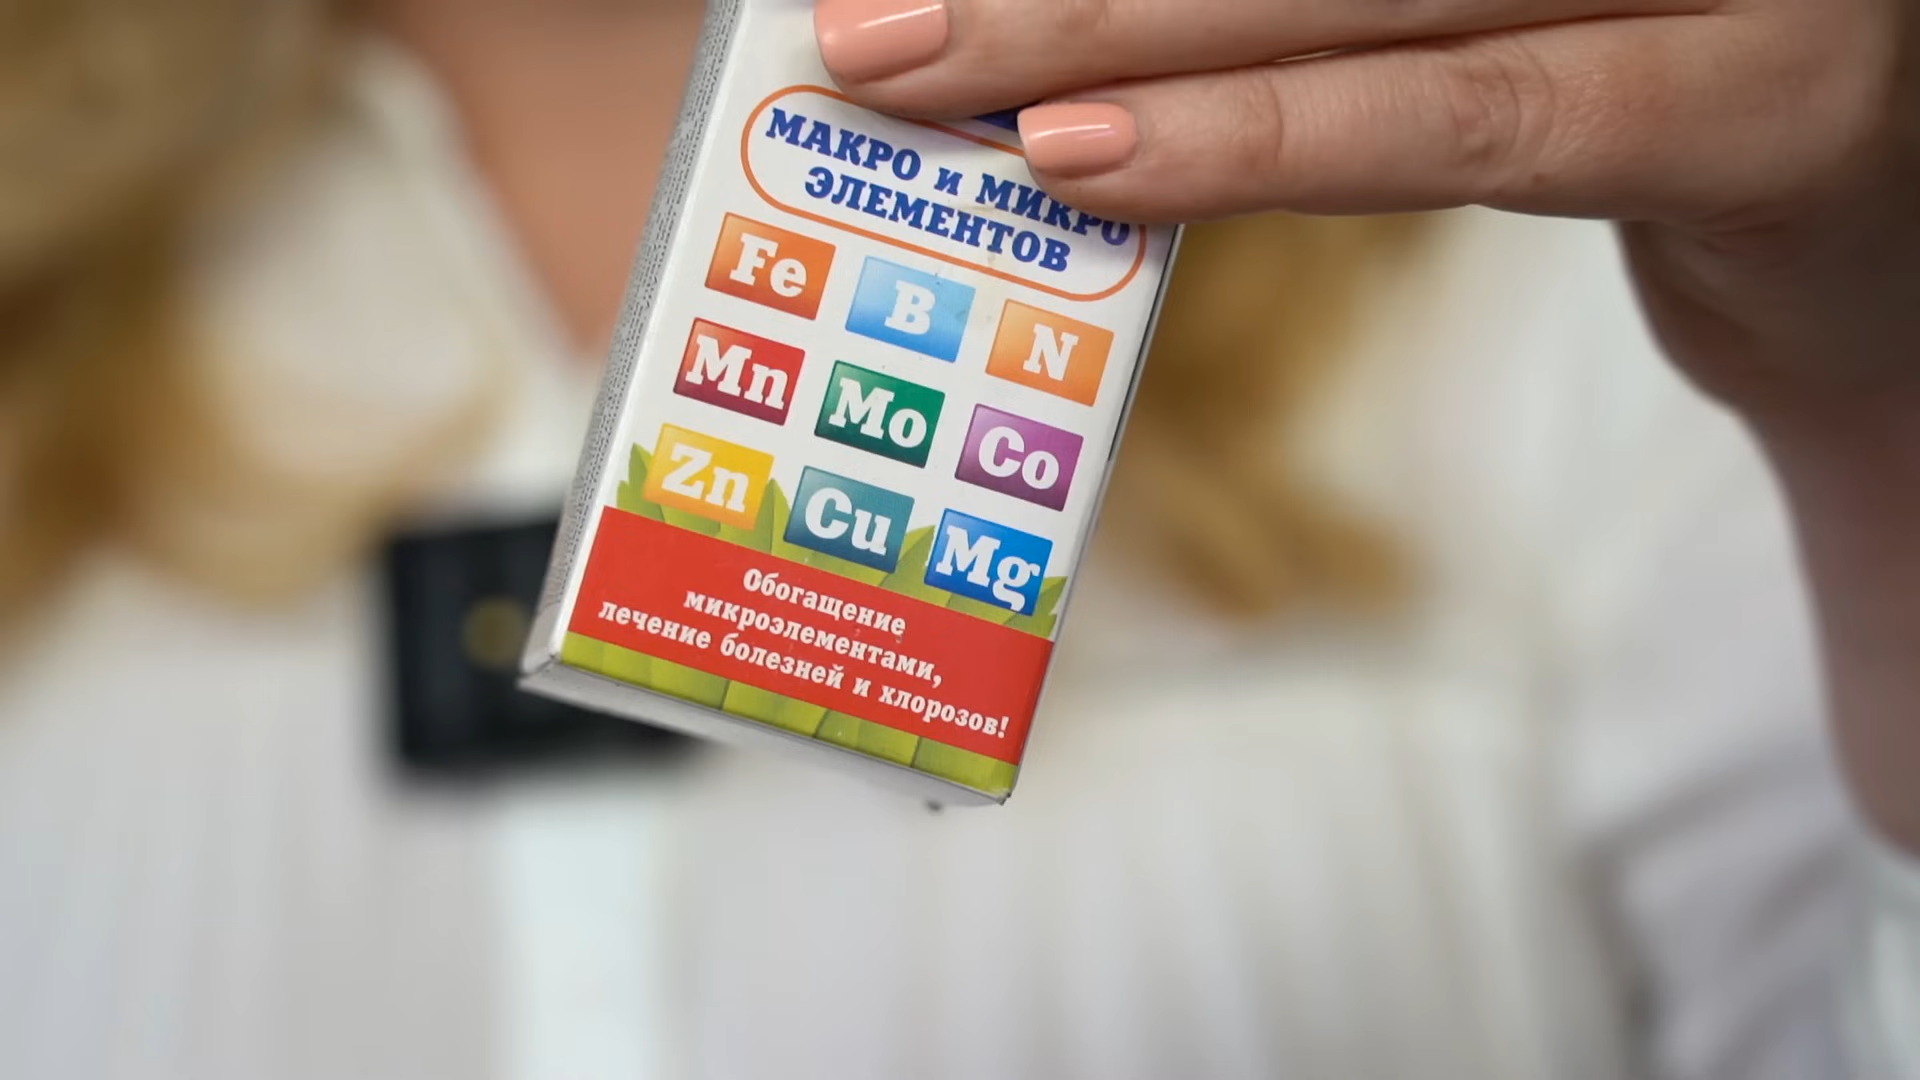 МАКРО и МИКРО
ЭЛЕМЕНТОВ
Fe B N
Mn Mo Co
Zn Cu Mg
Обогащение
микроэлементами,
лечение болезней и хлорозов!